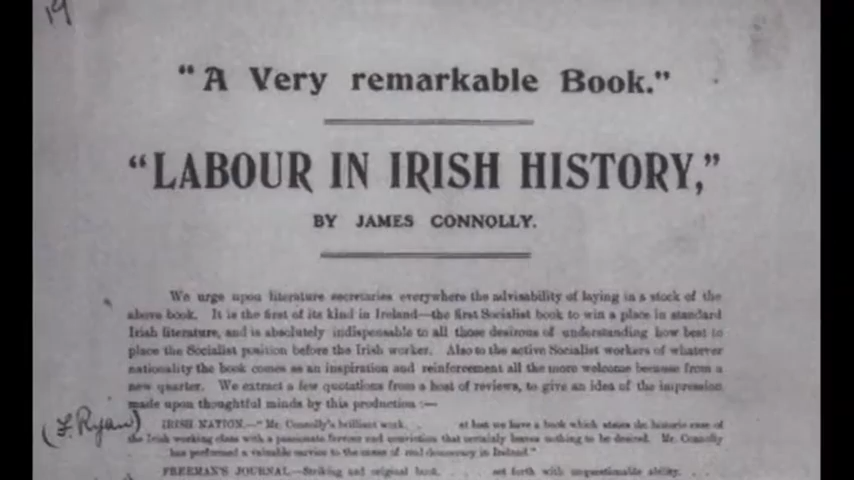 19
"A Very remarkable Book."
"LABOUR IN IRISH HISTORY,"
BY JAMES CONNOLLY.
We urge upon literature secretaries everywhere the advisability of laying in a stock of the
above book. It is the first of its kind in Ireland—the first Socialist book to win a place in standard
Irish literature, and is absolutely indispensable to all those desirous of understanding how best to
place the Socialist position before the Irish worker. Also to the active Socialist workers of whatever
nationality the book comes as an inspiration and reinforcement all the more welcome because from a
new quarter. We extract a few quotations from a host of reviews, to give an idea of the impression
made upon thoughtful minds by this production :—
(F. Ryan)
IRISH NATION.—"Mr. Connolly's brilliant work. . . . at last we have a book which states the historic case of
the Irish working class with a passionate fervour and conviction that certainly leaves nothing to be desired. Mr. Connolly
has performed a valuable service to the cause of real democracy in Ireland."
FREEMAN'S JOURNAL.—Striking and original book. . . . set forth with unquestionable ability.